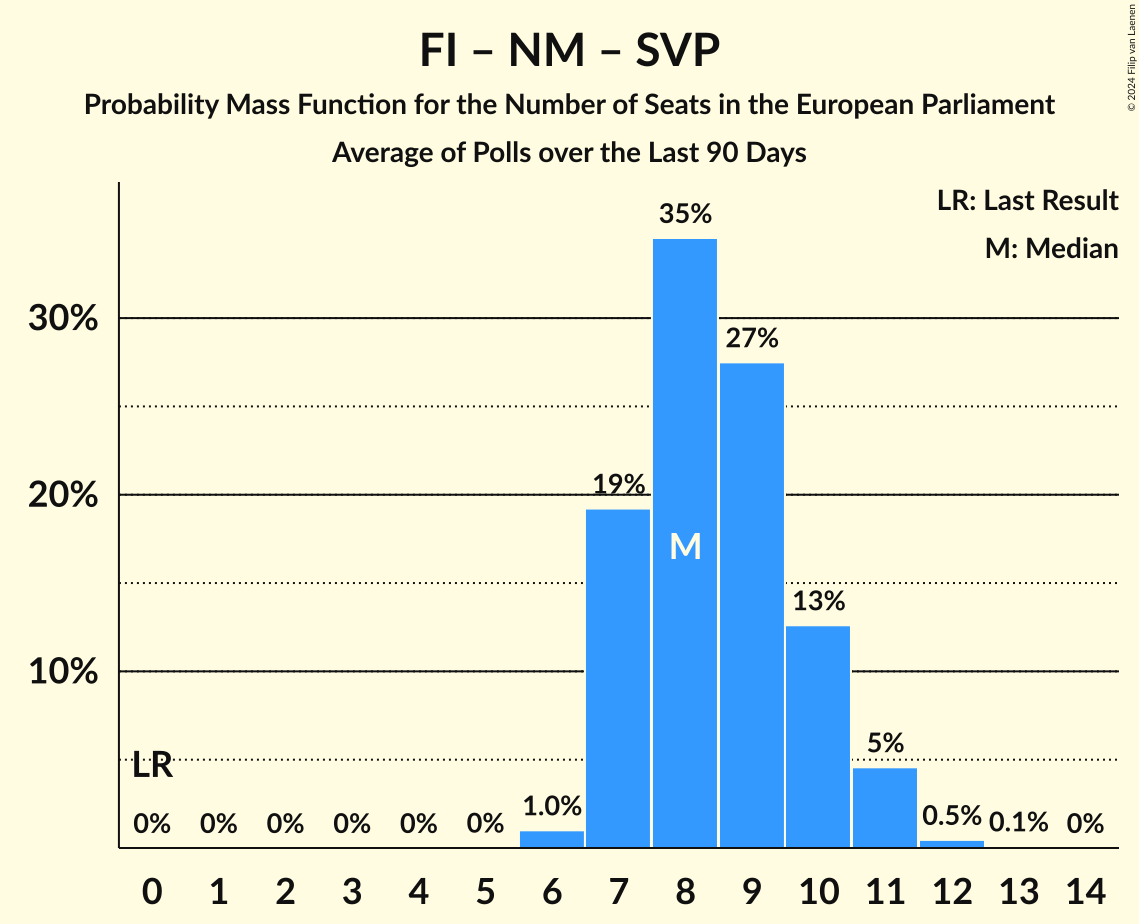 FI – NM – SVP
Probability Mass Function for the Number of Seats in the European Parliament
Average of Polls over the Last 90 Days
© 2024 Filip van Laenen
LR: Last Result
M: Median
35%
30%
27%
20%
19%
M
13%
10%
5%
LR
0% 0% 0% 0% 0% 0% 1.0% 0.5% 0.1% 0%
0 1 2 3 4 5 6 7 8 9 10 11 12 13 14